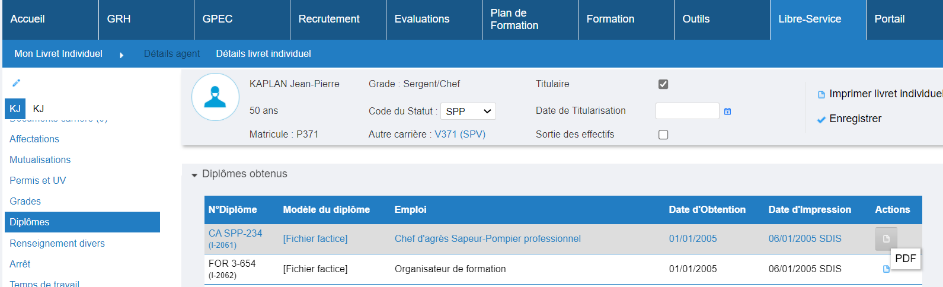 Accueil GRH GPEC Recrutement Evaluations Plan de Formation Formation Outils Libre-Service Portail
Mon Livret Individuel Détails agent Détails livret individuel
KJ KJ
Affectations
Mutualisations
Permis et UV
Grades
Diplômes
Renseignement divers
Arrêt
Temps de travail
KAPLAN Jean-Pierre Grade : Sergent/Chef Titulaire
50 ans Code du Statut : SPP Date de Titularisation
Matricule : P371 Autre carrière : V371 (SPV) Sortie des effectifs
Imprimer livret individuel
Enregistrer
Diplômes obtenus
N°Diplôme Modèle du diplôme Emploi Date d'Obtention Date d'Impression Actions
CA SPP-234 [Fichier factice] Chef d'agrès Sapeur-Pompier professionnel 01/01/2005 06/01/2005 SDIS
(I-2061)
PDF
FOR 3-654 [Fichier factice] Organisateur de formation 01/01/2005 06/01/2005 SDIS
(I-2062)